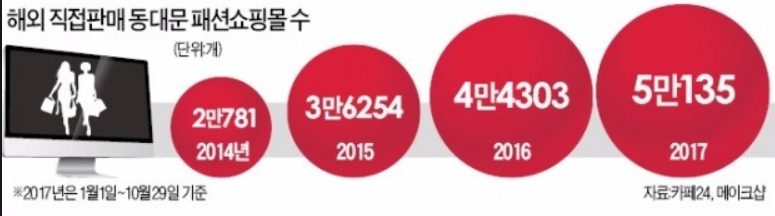 해외 직접판매 동대문 패션쇼핑몰 수
(단위:개)
2만781
2014년
3만6254
2015
4만4303
2016
5만135
2017
※2017년은 1월1일~10월29일 기준
자료:카페24, 메이크샵